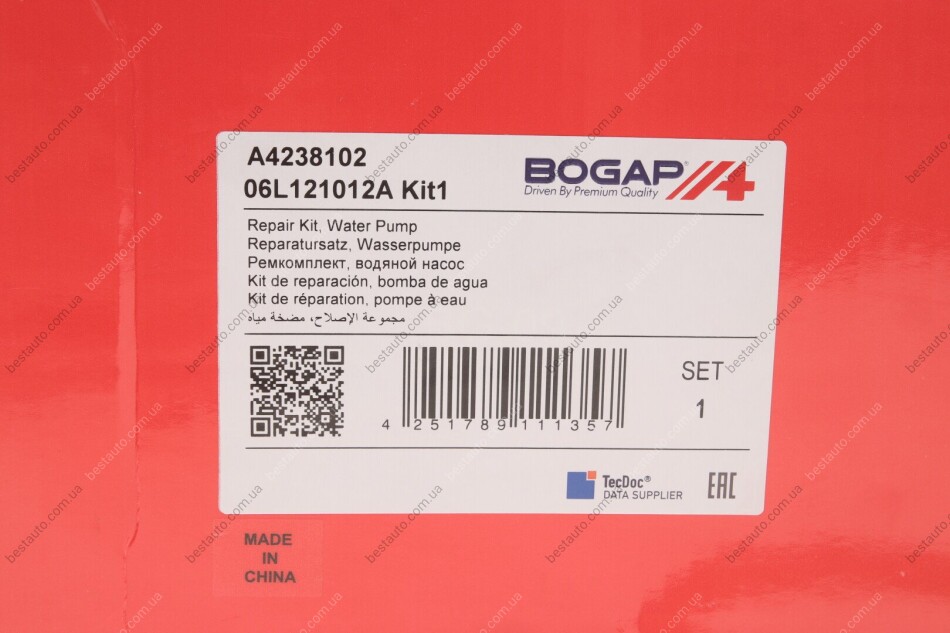 A4238102
06L121012A Kit1
BOGAP®
Driven By Premium Quality
Repair Kit, Water Pump
Reparatursatz, Wasserpumpe
Ремкомплект, водяной насос
Kit de reparación, bomba de agua
Kit de réparation, pompe à eau
مجموعة الإصلاح، مضخة مياه
4 251789 111357
SET
1
TecDoc®
DATA SUPPLIER
EAC
MADE
IN
CHINA
bestauto.com.ua